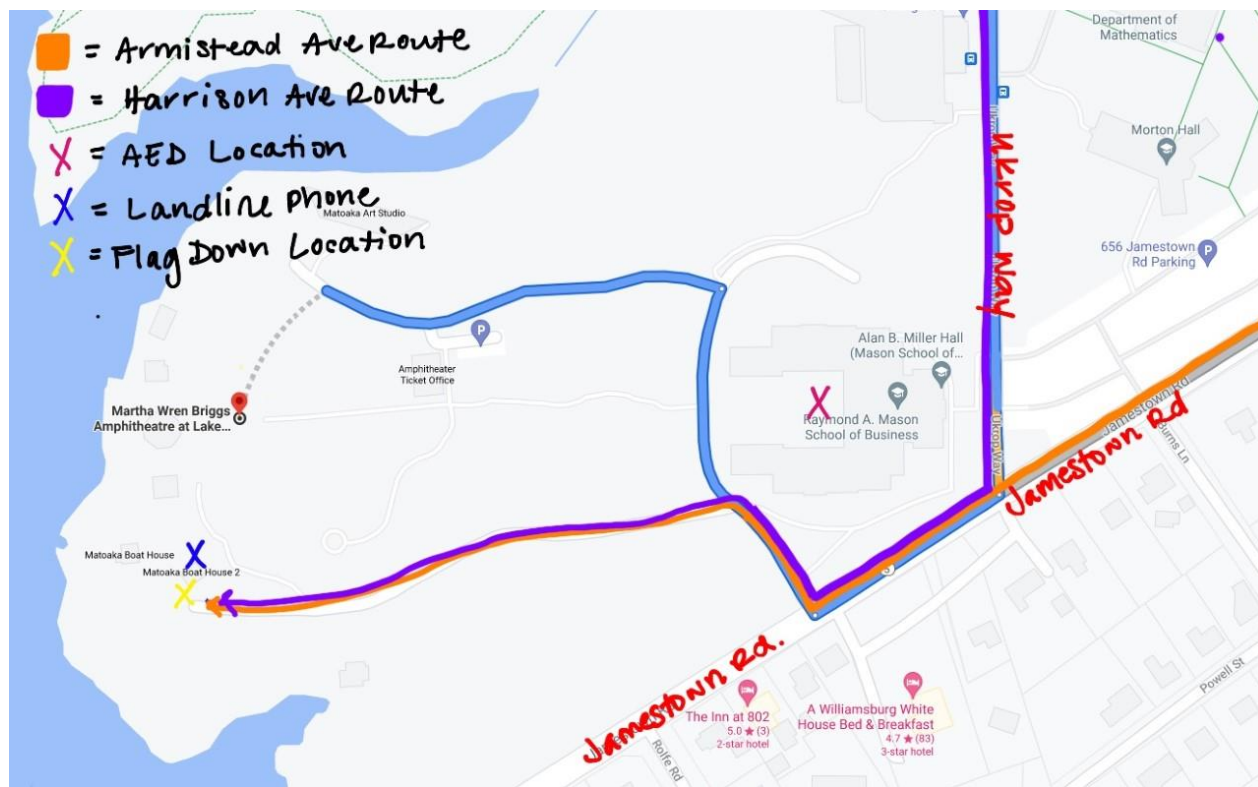 = Armistead Ave Route
= Harrison Ave Route
X = AED Location
X = Landline Phone
X = Flag Down Location
Matoaka Art Studio
Department of
Mathematics
Morton Hall
656 Jamestown
Rd Parking
P
Ukrop Way
P
Amphitheater
Ticket Office
Alan B. Miller Hall
(Mason School of...
Martha Wren Briggs
Amphitheatre at Lake...
X
Raymond A. Mason
School of Business
Ukrop Way
Jamestown Rd
Jamestown Rd
Burns Ln
X
Matoaka Boat House
Matoaka Boat House 2
X
Jamestown Rd.
Powell St
The Inn at 802
5.0 ★ (3)
2-star hotel
A Williamsburg White
House Bed & Breakfast
4.7 ★ (83)
3-star hotel
Rolfe Rd